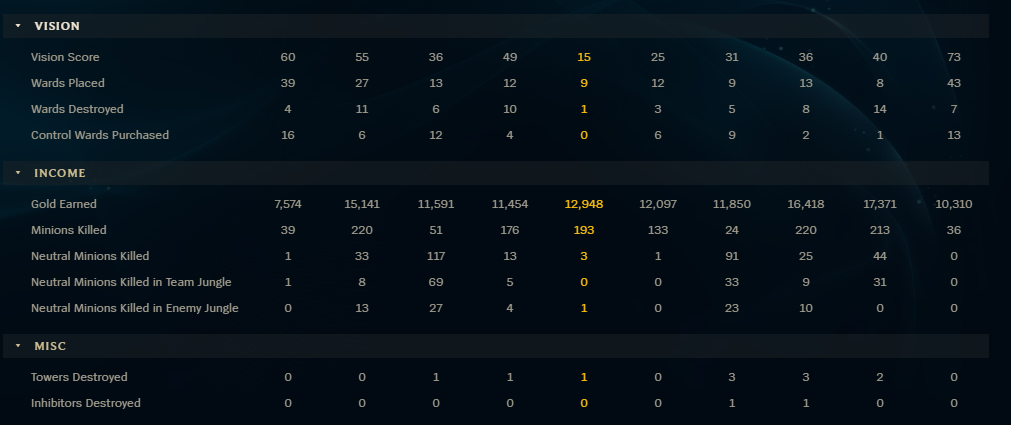 VISION
Vision Score 60 55 36 49 15 25 31 36 40 73
Wards Placed 39 27 13 12 9 12 9 13 8 43
Wards Destroyed 4 11 6 10 1 3 5 8 14 7
Control Wards Purchased 16 6 12 4 0 6 9 2 1 13
INCOME
Gold Earned 7,574 15,141 11,591 11,454 12,948 12,097 11,850 16,418 17,371 10,310
Minions Killed 39 220 51 176 193 133 24 220 213 36
Neutral Minions Killed 1 33 117 13 3 1 91 25 44 0
Neutral Minions Killed in Team Jungle 1 8 69 5 0 0 33 9 31 0
Neutral Minions Killed in Enemy Jungle 0 13 27 4 1 0 23 10 0 0
MISC
Towers Destroyed 0 0 1 1 1 0 3 3 2 0
Inhibitors Destroyed 0 0 0 0 0 0 1 1 0 0